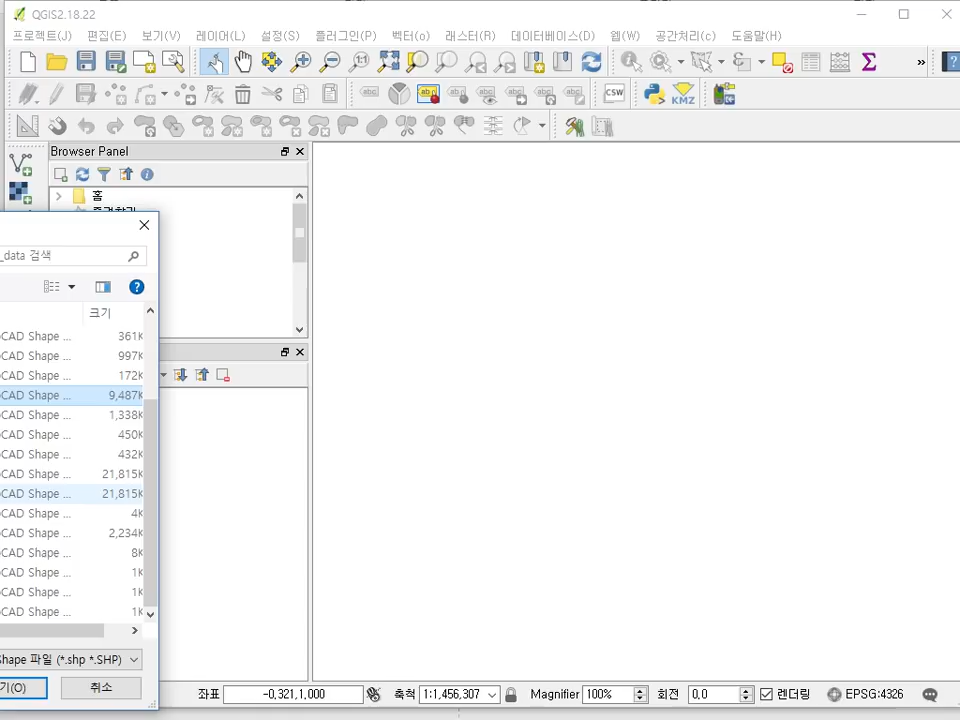 QGIS2.18.22
프로젝트(J) 편집(E) 보기(V) 레이어(L) 설정(S) 플러그인(P) 벡터(o) 래스터(R) 데이터베이스(D) 웹(W) 공간처리(c) 도움말(H)
CSW KMZ
Browser Panel
홈
_data 검색
크기
CAD Shape ... 361K
CAD Shape ... 997K
CAD Shape ... 172K
CAD Shape ... 9,487K
CAD Shape ... 1,338K
CAD Shape ... 450K
CAD Shape ... 432K
CAD Shape ... 21,815K
CAD Shape ... 21,815K
CAD Shape ... 4K
CAD Shape ... 2,234K
CAD Shape ... 8K
CAD Shape ... 1K
CAD Shape ... 1K
CAD Shape ... 1K
Shape 파일 (*.shp *.SHP)
기(O) 취소
좌표 -0,321,1,000 축척 1:1,456,307 Magnifier 100% 회전 0,0 렌더링 EPSG:4326